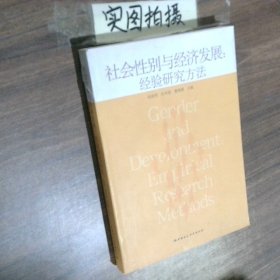 实图拍摄
社会性别与经济发展：
经验研究方法
Gender
and
Development:
Empirical
Research
Methods